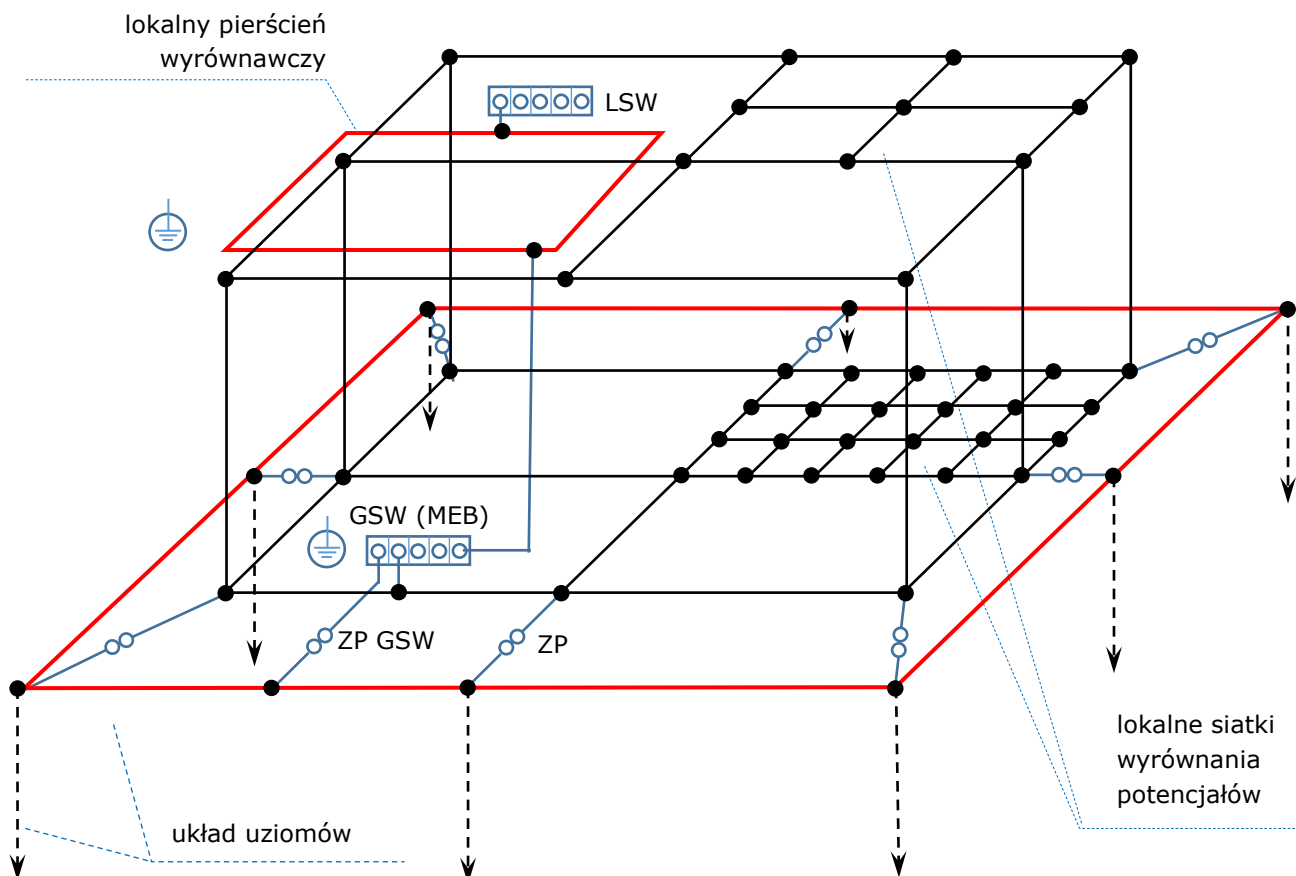 lokalny pierścień
wyrównawczy
LSW
GSW (MEB)
ZP GSW
ZP
lokalne siatki
wyrównania
potencjałów
układ uziomów